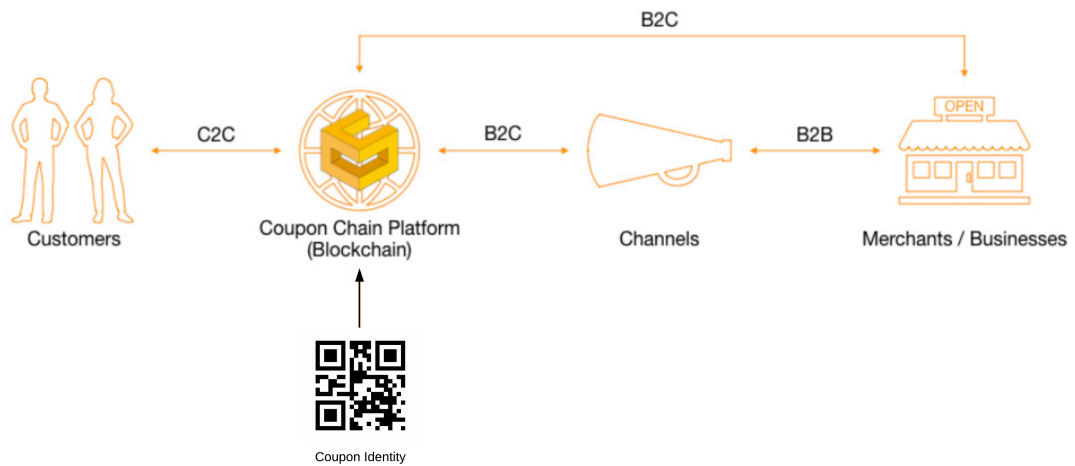 B2C
OPEN
C2C
B2C
B2B
Customers
Coupon Chain Platform
(Blockchain)
Channels
Merchants / Businesses
Coupon Identity